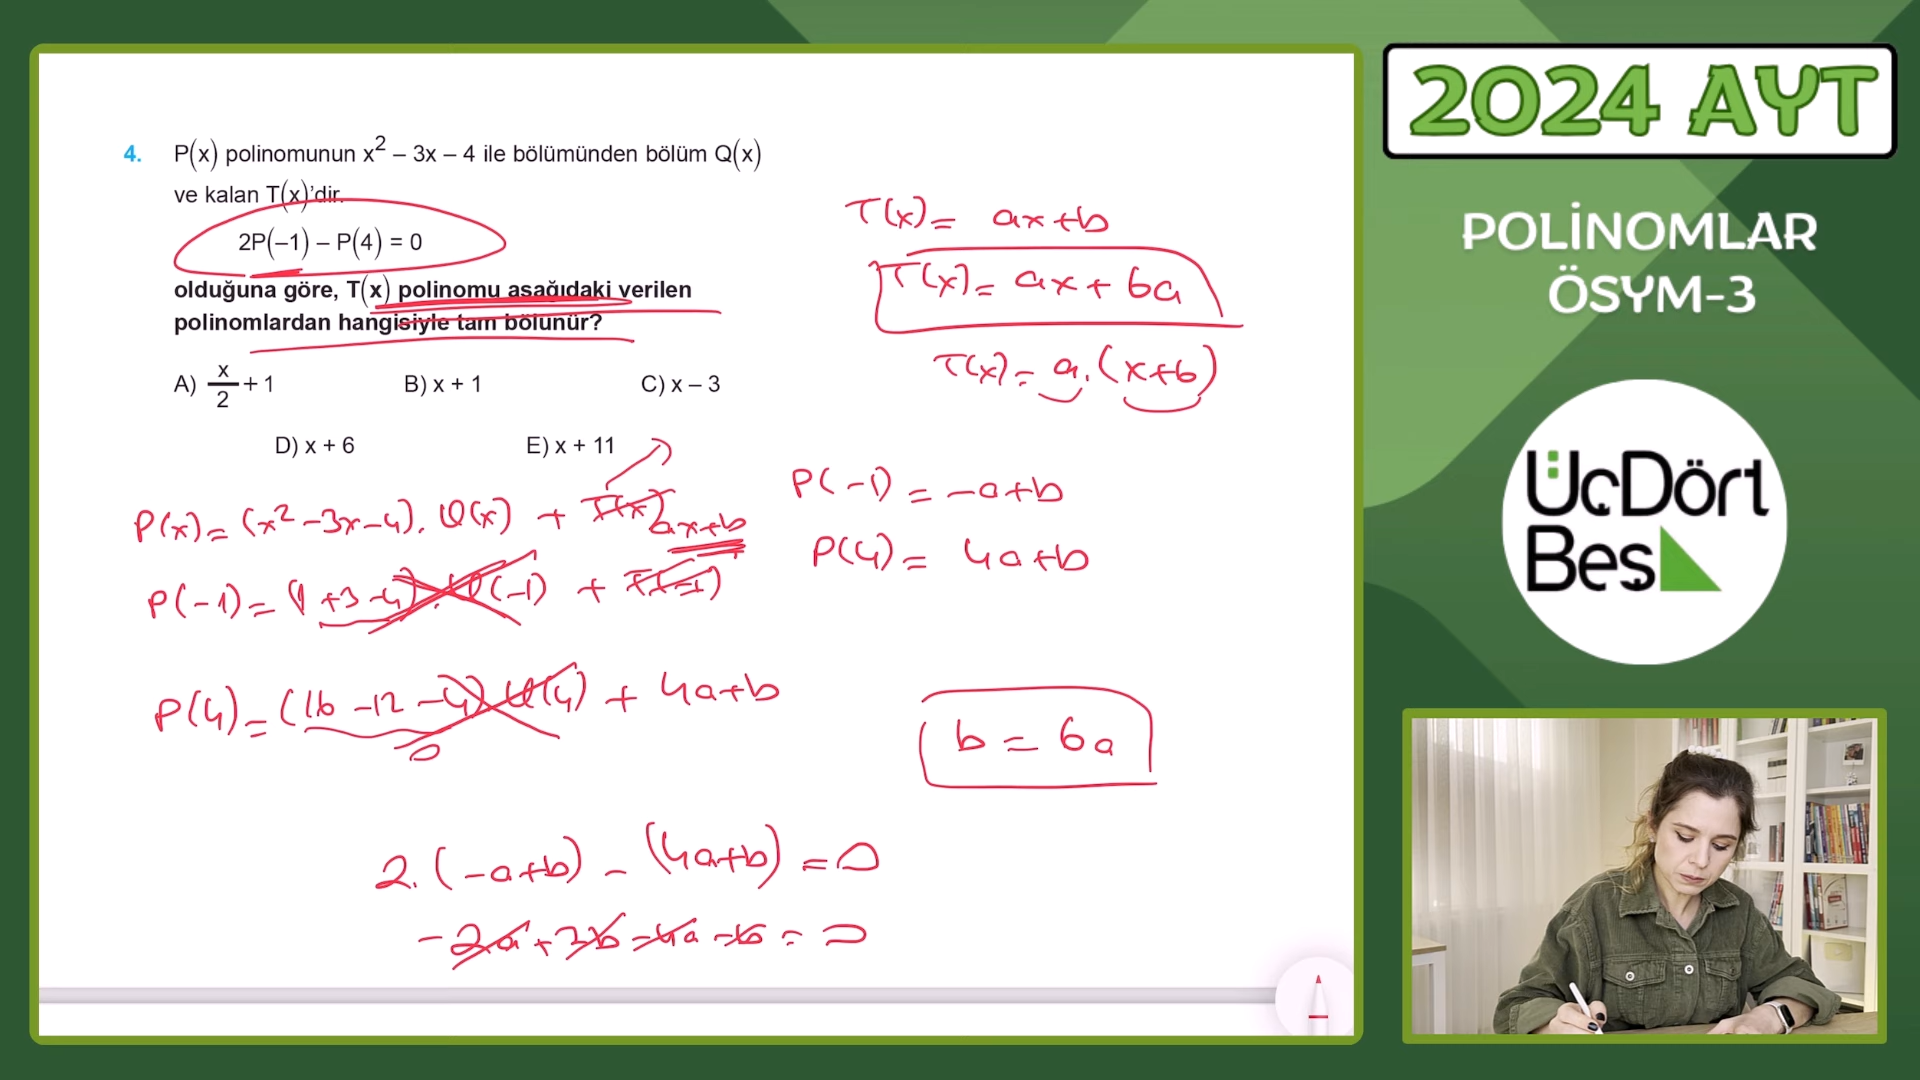 2024 AYT
POLİNOMLAR
ÖSYM-3
ÜçDört
Beş
4. P(x) polinomunun x² – 3x – 4 ile bölümünden bölüm Q(x)
ve kalan T(x)'dir.
2P(–1) – P(4) = 0
olduğuna göre, T(x) polinomu aşağıdaki verilen
polinomlardan hangisiyle tam bölünür?
A) x/2 + 1 B) x + 1 C) x – 3
D) x + 6 E) x + 11
T(x) = ax+b
T(x) = ax + 6a
T(x) = a.(x+6)
P(x) = (x² – 3x – 4). Q(x) + T(x)
ax+b
P(-1) = (1 +3 -4). Q(-1) + T(-1)
P(4) = (16 -12 -4) Q(4) + 4a+b
0
P(-1) = -a+b
P(4) = 4a+b
b = 6a
2. (-a+b) - (4a+b) = 0
-2a + 2b - 4a - b = 0